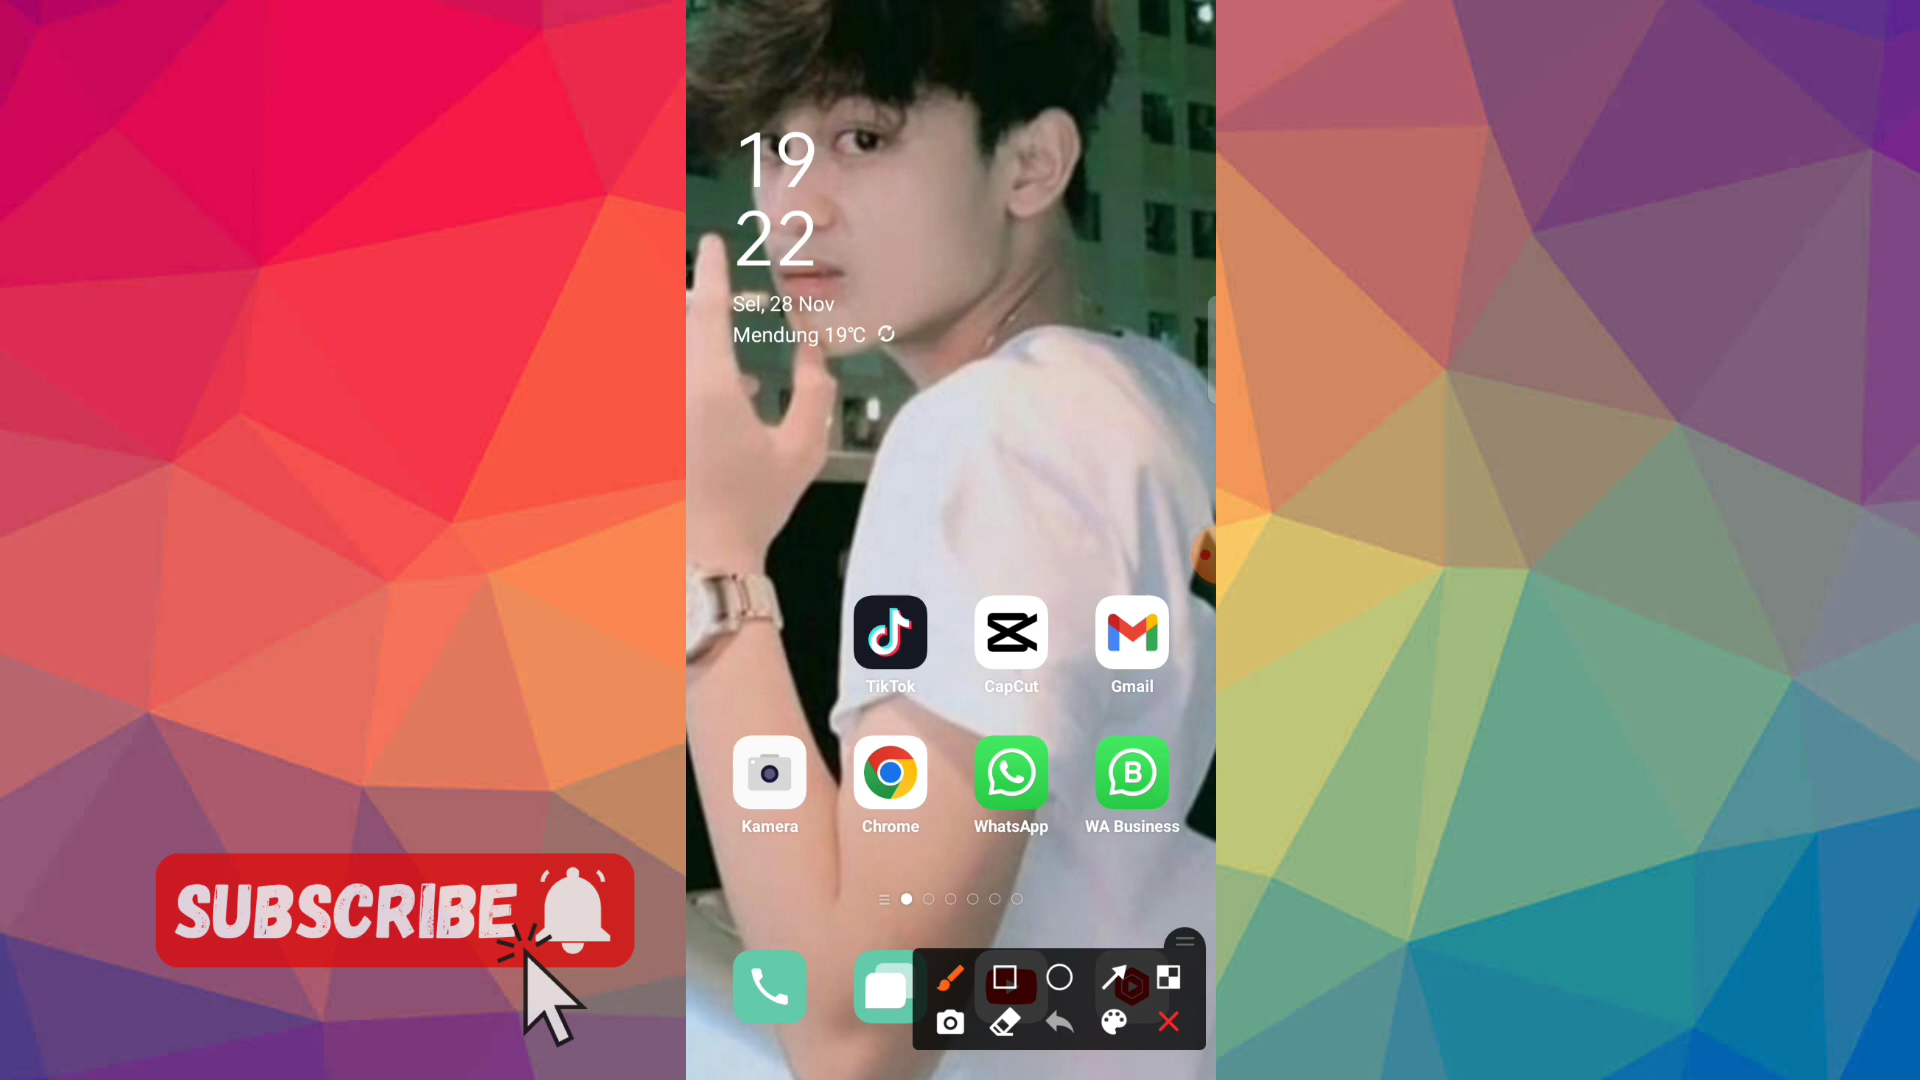 19
22
Sel, 28 Nov
Mendung 19°C
TikTok
CapCut
Gmail
Kamera
Chrome
WhatsApp
B
WA Business
SUBSCRIBE